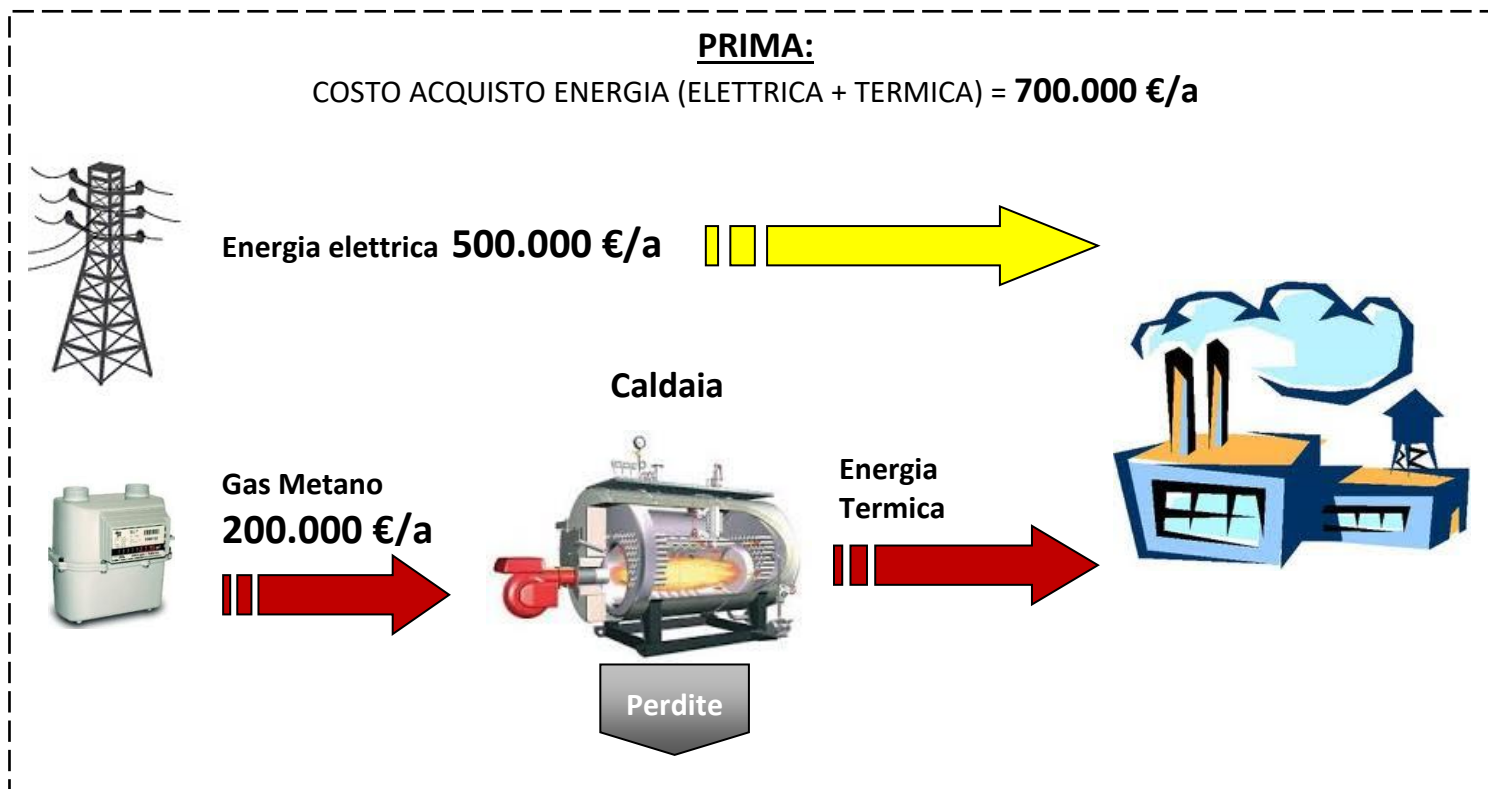 PRIMA:
COSTO ACQUISTO ENERGIA (ELETTRICA + TERMICA) = 700.000 €/a
Energia elettrica 500.000 €/a
Caldaia
Gas Metano
200.000 €/a
Energia
Termica
Perdite